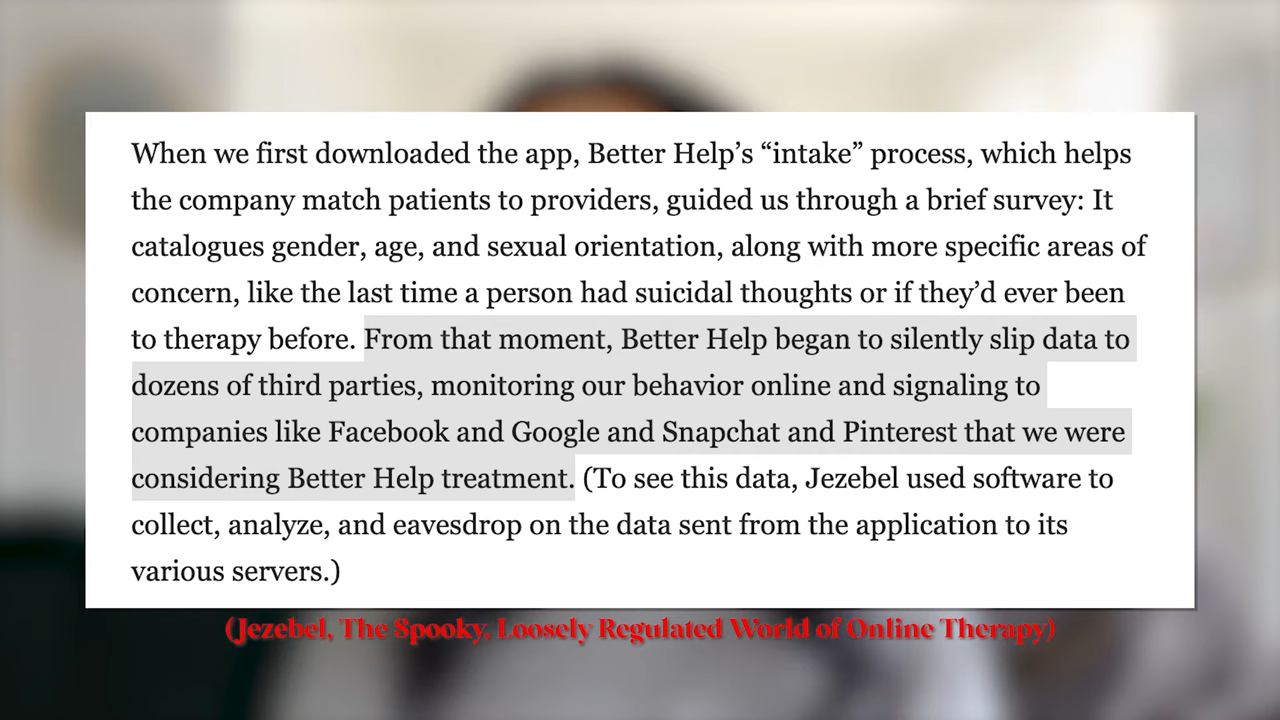 When we first downloaded the app, Better Help’s “intake” process, which helps
the company match patients to providers, guided us through a brief survey: It
catalogues gender, age, and sexual orientation, along with more specific areas of
concern, like the last time a person had suicidal thoughts or if they’d ever been
to therapy before. From that moment, Better Help began to silently slip data to
dozens of third parties, monitoring our behavior online and signaling to
companies like Facebook and Google and Snapchat and Pinterest that we were
considering Better Help treatment. (To see this data, Jezebel used software to
collect, analyze, and eavesdrop on the data sent from the application to its
various servers.)
(Jezebel, The Spooky, Loosely Regulated World of Online Therapy)